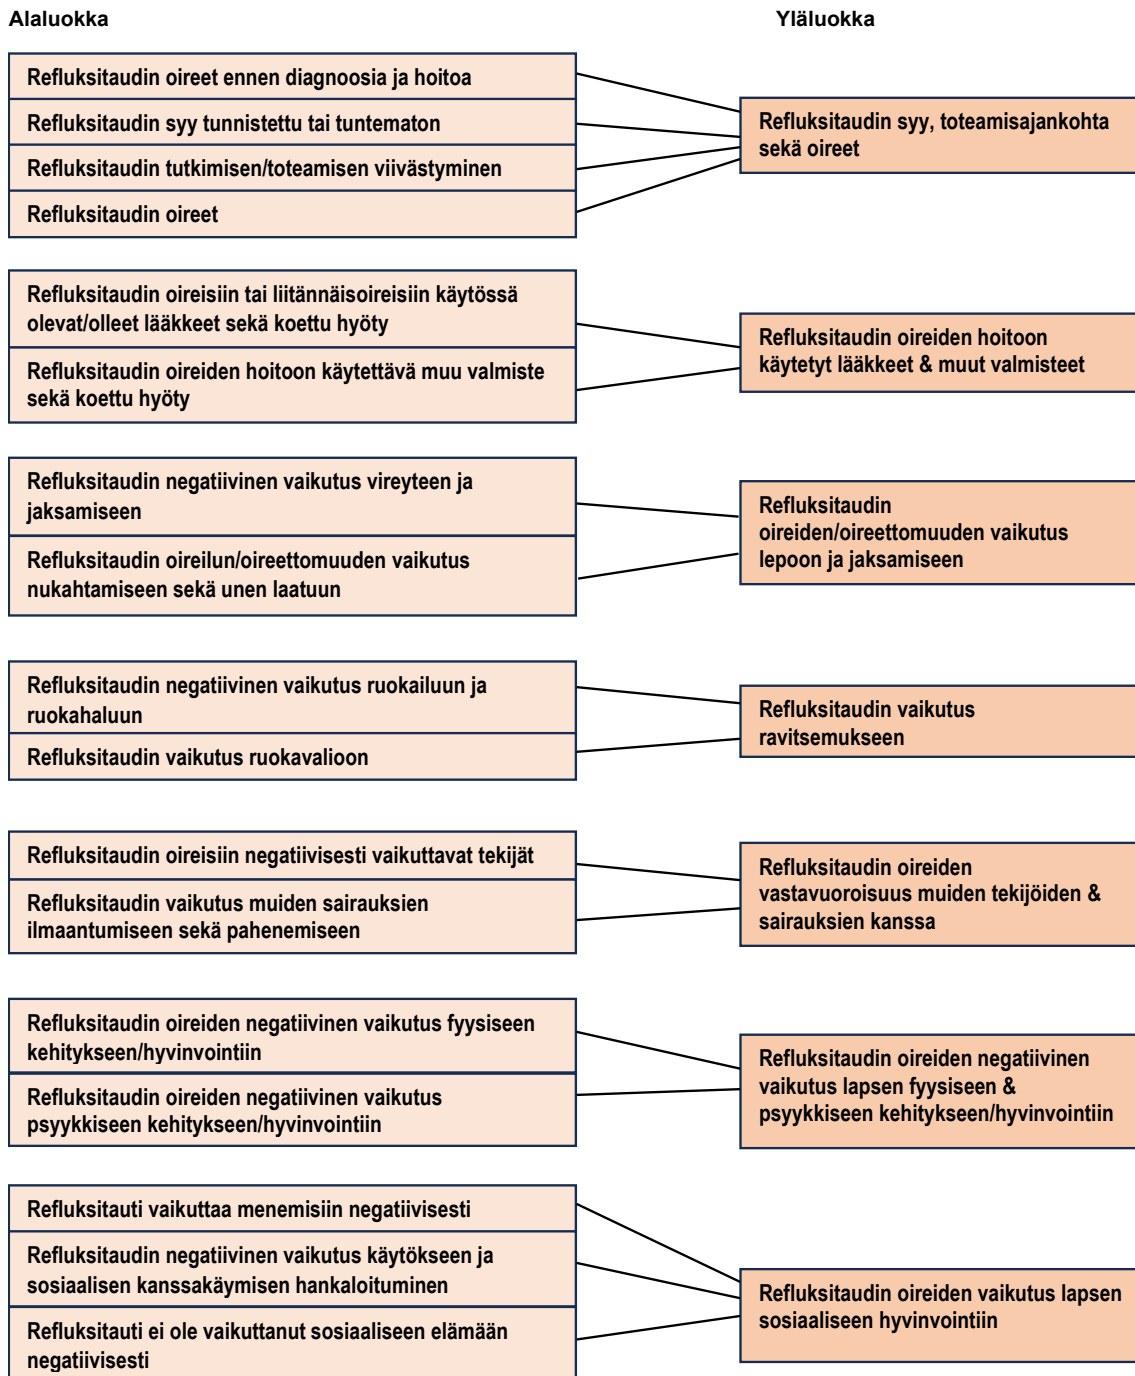 Alaluokka
Yläluokka
Refluksitaudin oireet ennen diagnoosia ja hoitoa
Refluksitaudin syy tunnistettu tai tuntematon
Refluksitaudin tutkimisen/toteamisen viivästyminen
Refluksitaudin oireet
Refluksitaudin syy, toteamisajankohta
sekä oireet
Refluksitaudin oireisiin tai liitännäisoireisiin käytössä
olevat/olleet lääkkeet sekä koettu hyöty
Refluksitaudin oireiden hoitoon käytettävä muu valmiste
sekä koettu hyöty
Refluksitaudin oireiden hoitoon
käytetyt lääkkeet & muut valmisteet
Refluksitaudin negatiivinen vaikutus vireyteen ja
jaksamiseen
Refluksitaudin oireilun/oireettomuuden vaikutus
nukahtamiseen sekä unen laatuun
Refluksitaudin
oireiden/oireettomuuden vaikutus
lepoon ja jaksamiseen
Refluksitaudin negatiivinen vaikutus ruokailuun ja
ruokahaluun
Refluksitaudin vaikutus ruokavalioon
Refluksitaudin vaikutus
ravitsemukseen
Refluksitaudin oireisiin negatiivisesti vaikuttavat tekijät
Refluksitaudin vaikutus muiden sairauksien
ilmaantumiseen sekä pahenemiseen
Refluksitaudin oireiden
vastavuoroisuus muiden tekijöiden &
sairauksien kanssa
Refluksitaudin oireiden negatiivinen vaikutus fyysiseen
kehitykseen/hyvinvointiin
Refluksitaudin oireiden negatiivinen vaikutus
psyykkiseen kehitykseen/hyvinvointiin
Refluksitaudin oireiden negatiivinen
vaikutus lapsen fyysiseen &
psyykkiseen kehitykseen/hyvinvointiin
Refluksitauti vaikuttaa menemisiin negatiivisesti
Refluksitaudin negatiivinen vaikutus käytökseen ja
sosiaalisen kanssakäymisen hankaloituminen
Refluksitauti ei ole vaikuttanut sosiaaliseen elämään
negatiivisesti
Refluksitaudin oireiden vaikutus lapsen
sosiaaliseen hyvinvointiin